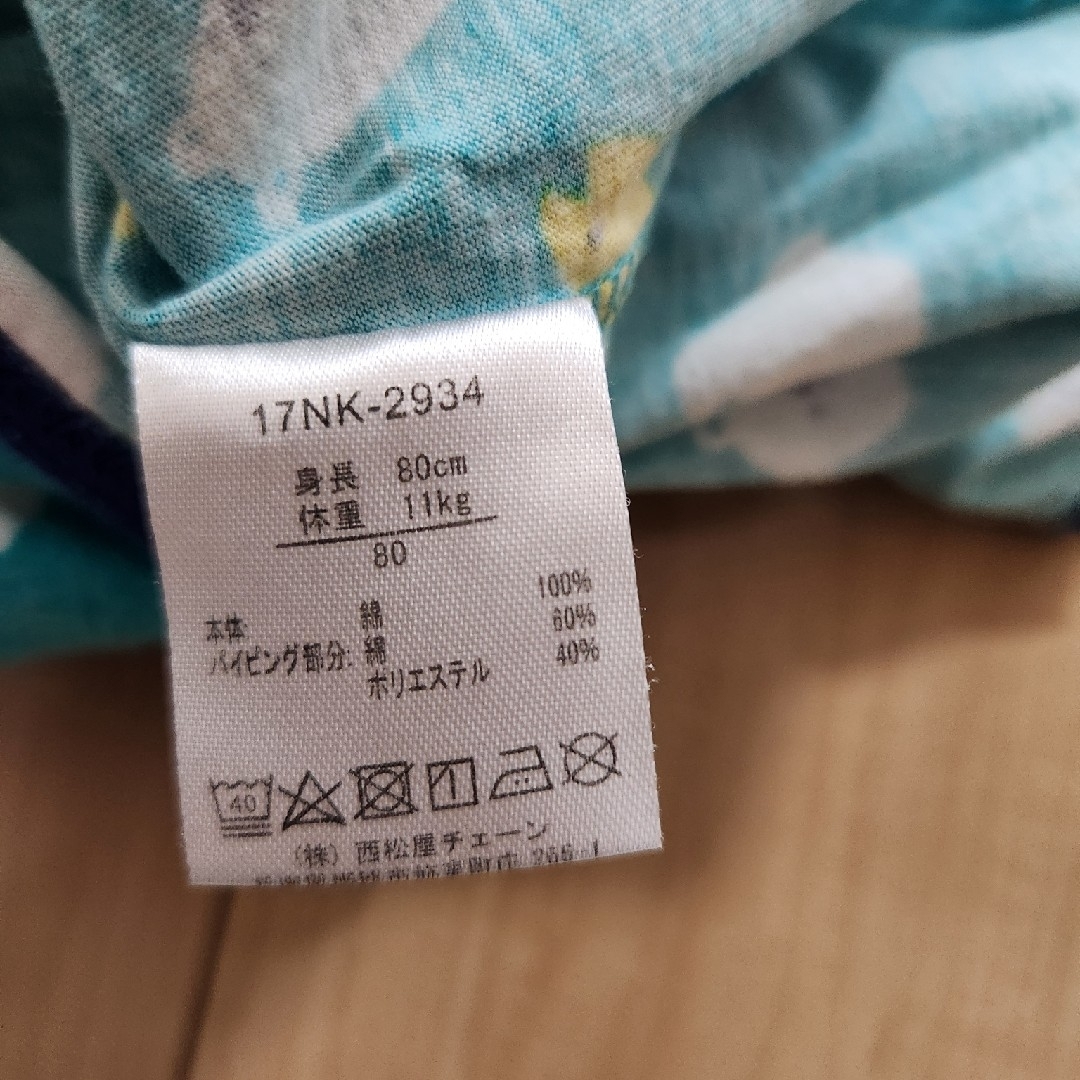 17NK-2934
身長 80cm
体重 11kg
80
本体 綿 100%
パイピング部分: 綿 60%
ポリエステル 40%
40
(株) 西松屋チェーン
266-1